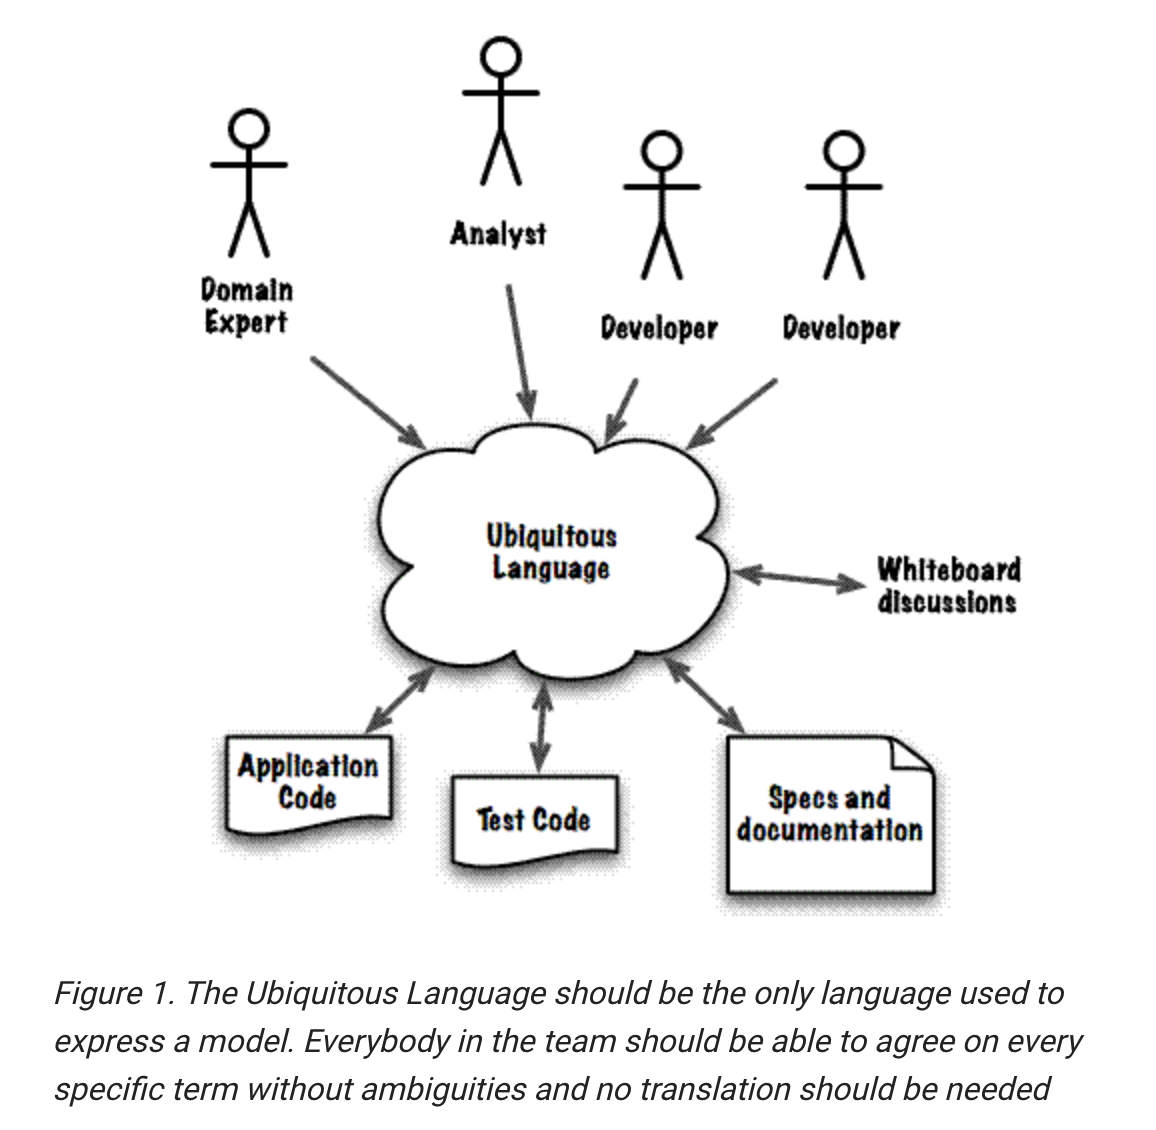 Analyst
Domain
Expert
Developer
Developer
Ubiquitous
Language
Whiteboard
discussions
Application
Code
Test Code
Specs and
documentation
Figure 1. The Ubiquitous Language should be the only language used to
express a model. Everybody in the team should be able to agree on every
specific term without ambiguities and no translation should be needed